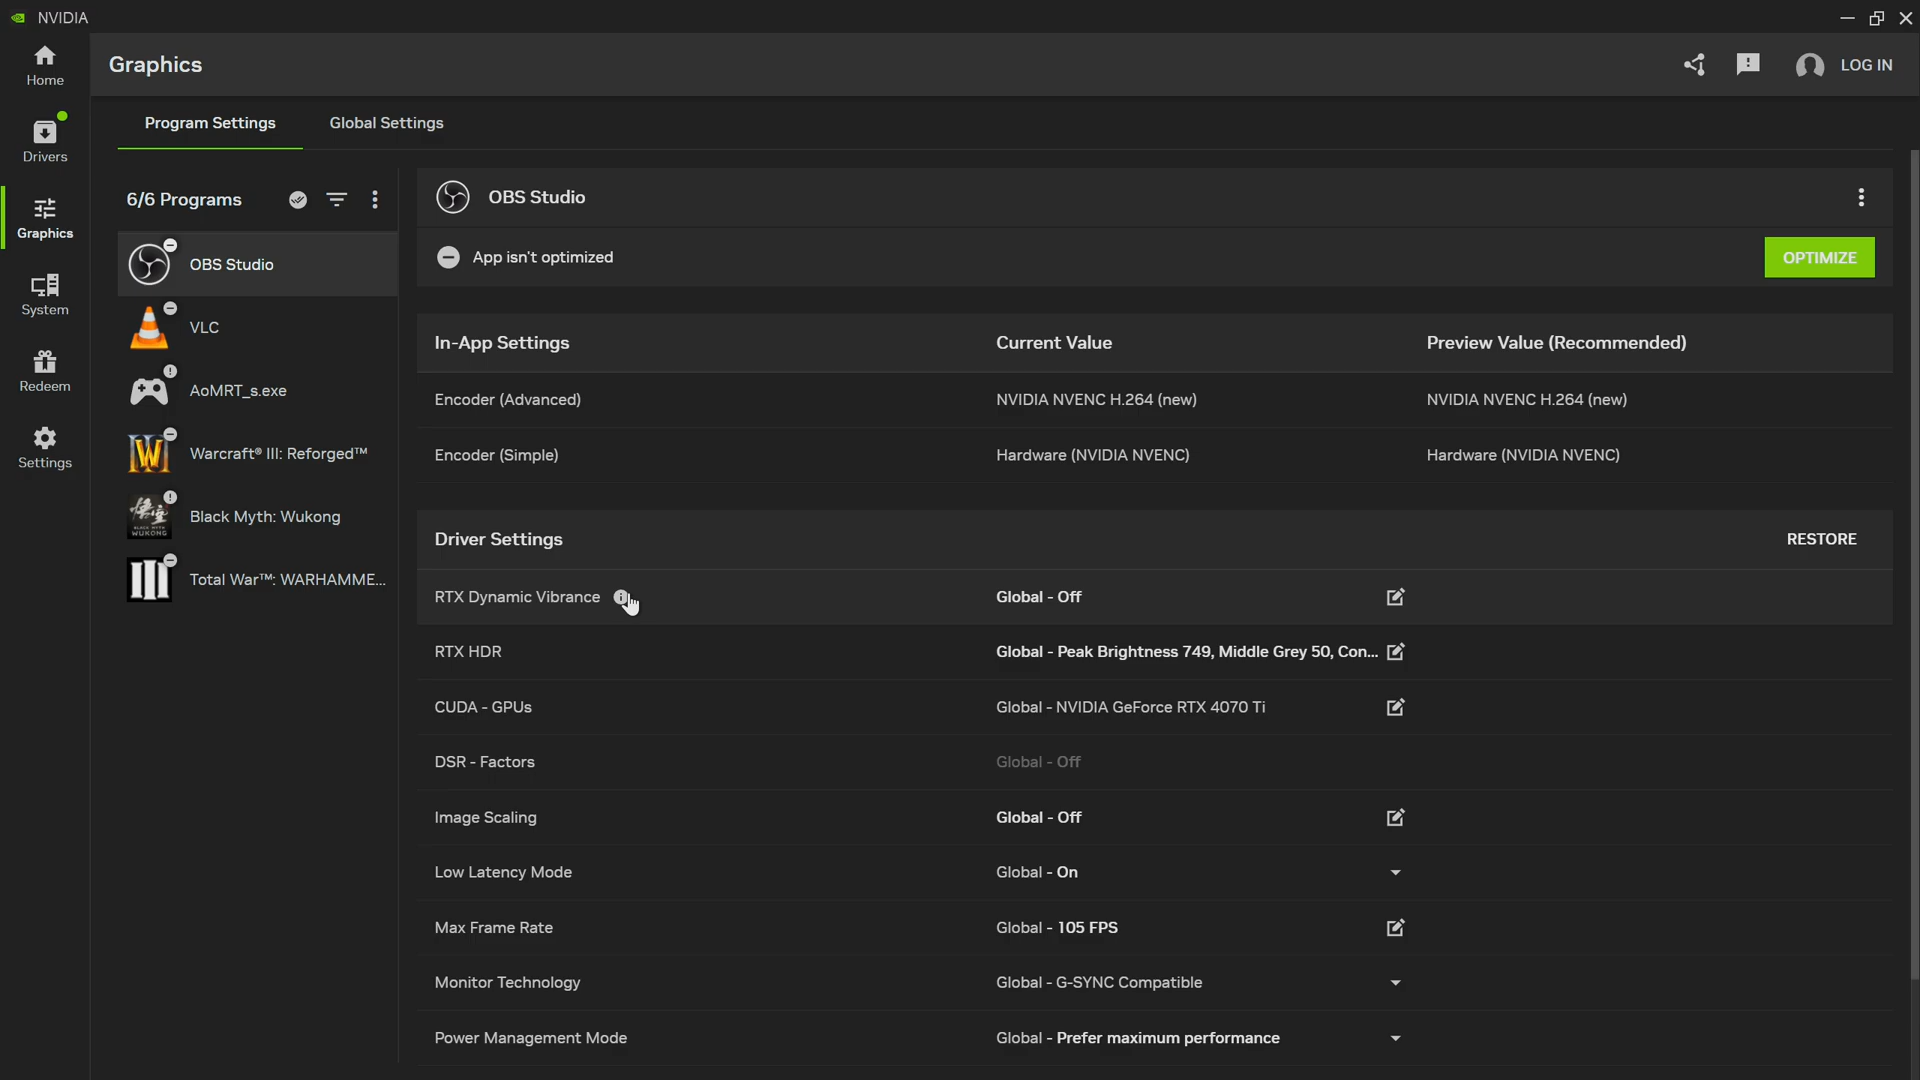 NVIDIA
Home
Drivers
Graphics
System
Redeem
Settings
Graphics
LOG IN
Program Settings
Global Settings
6/6 Programs
OBS Studio
VLC
AoMRT_s.exe
Warcraft® III: Reforged™
Black Myth: Wukong
Total War™: WARHAMME...
OBS Studio
App isn't optimized
OPTIMIZE
In-App Settings Current Value Preview Value (Recommended)
Encoder (Advanced) NVIDIA NVENC H.264 (new) NVIDIA NVENC H.264 (new)
Encoder (Simple) Hardware (NVIDIA NVENC) Hardware (NVIDIA NVENC)
Driver Settings RESTORE
RTX Dynamic Vibrance Global - Off
RTX HDR Global - Peak Brightness 749, Middle Grey 50, Con...
CUDA - GPUs Global - NVIDIA GeForce RTX 4070 Ti
DSR - Factors Global - Off
Image Scaling Global - Off
Low Latency Mode Global - On
Max Frame Rate Global - 105 FPS
Monitor Technology Global - G-SYNC Compatible
Power Management Mode Global - Prefer maximum performance